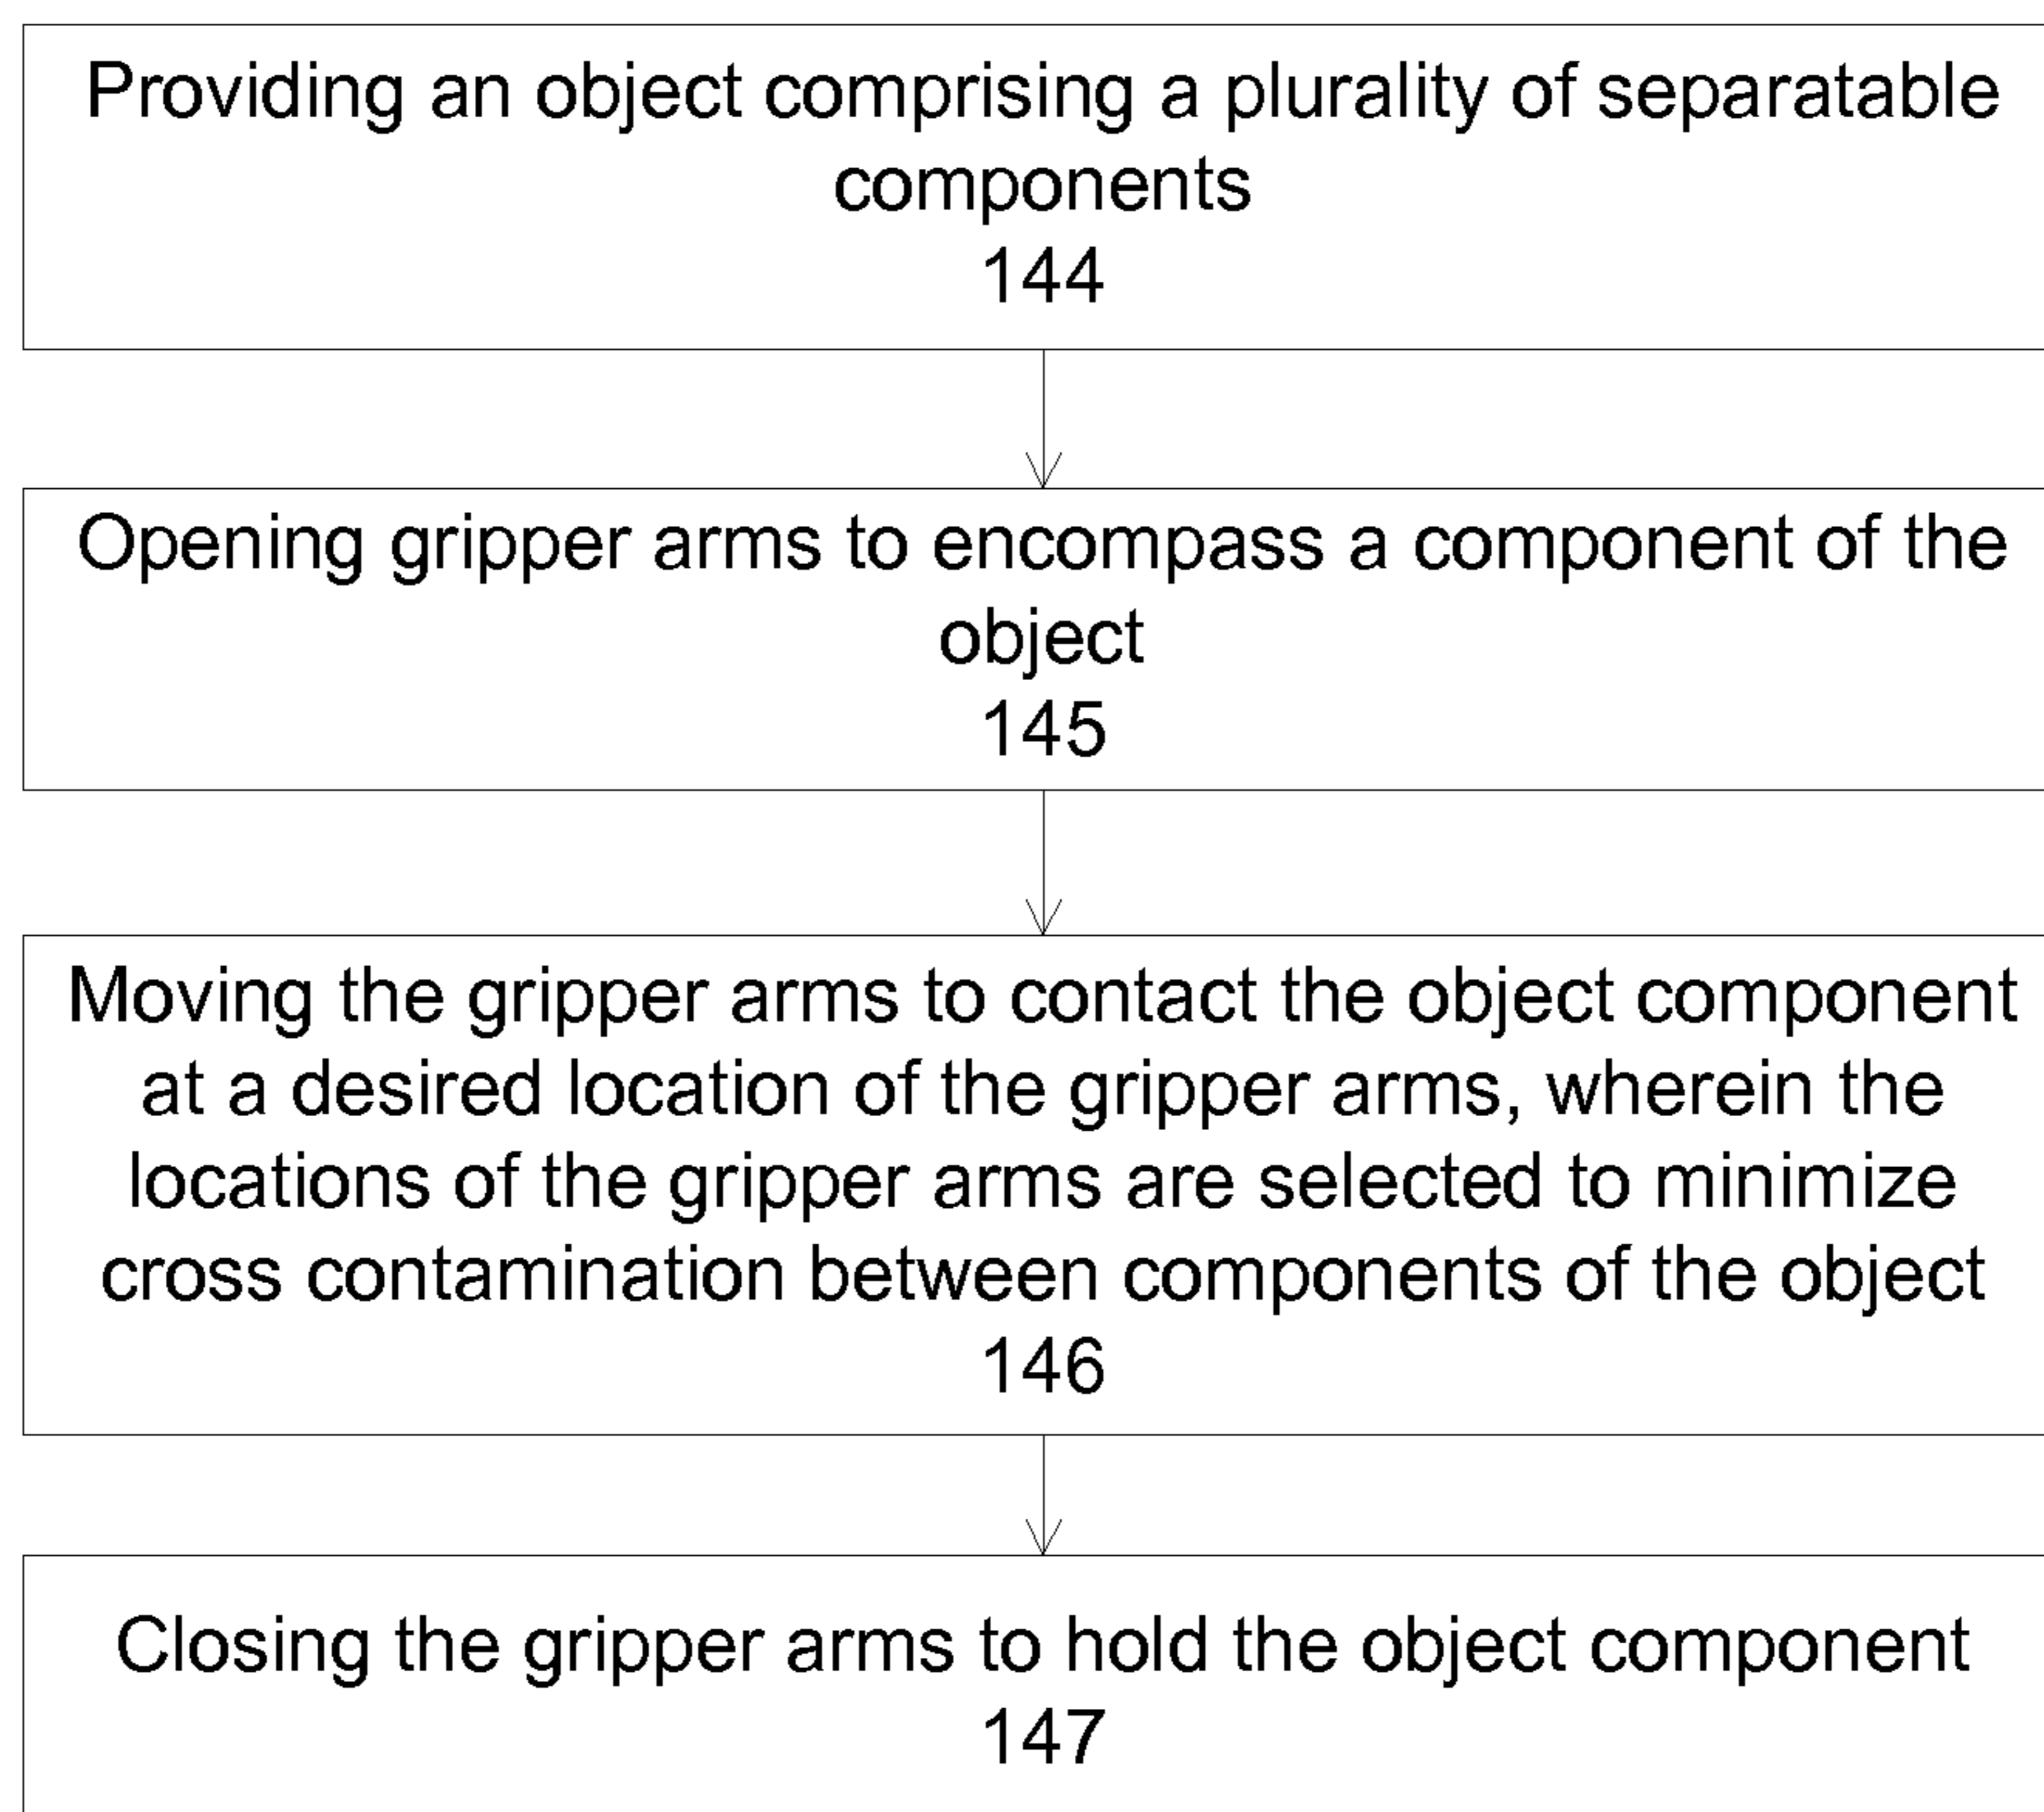 Providing an object comprising a plurality of separatable
components
144
Opening gripper arms to encompass a component of the
object
145
Moving the gripper arms to contact the object component
at a desired location of the gripper arms, wherein the
locations of the gripper arms are selected to minimize
cross contamination between components of the object
146
Closing the gripper arms to hold the object component
147